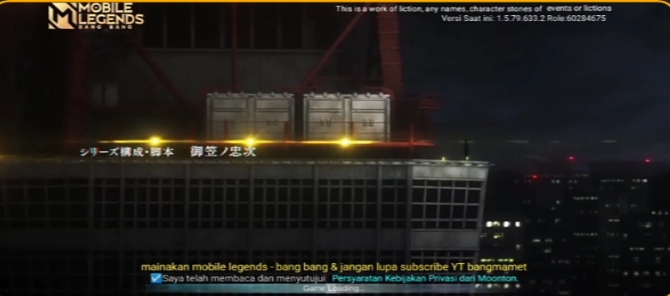 MOBILE
LEGENDS
BANG BANG
This is a work of fiction, any names, character stones of events or lictions
Versi Saat ini: 1.5.79.633.2 Role:60284675
シリーズ構成・脚本 御笠ノ忠次
mainakan mobile legends - bang bang & jangan lupa subscribe YT bangmamet
Saya telah membaca dan menyutujui Persyaratan Kebijakan Privasi dari Moonton.
Game Loading...